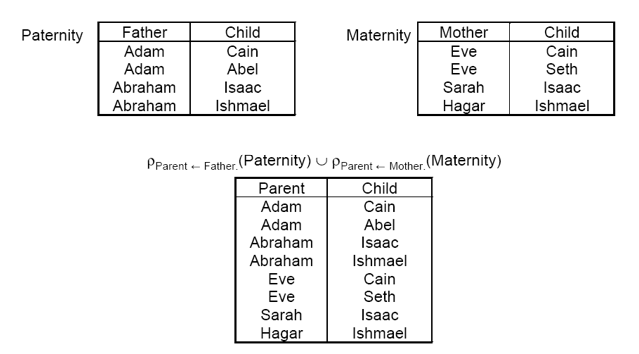 Paternity
Father Child
Adam Cain
Adam Abel
Abraham Isaac
Abraham Ishmael
Maternity
Mother Child
Eve Cain
Eve Seth
Sarah Isaac
Hagar Ishmael
ρParent ← Father.(Paternity) ∪ ρParent ← Mother.(Maternity)
Parent Child
Adam Cain
Adam Abel
Abraham Isaac
Abraham Ishmael
Eve Cain
Eve Seth
Sarah Isaac
Hagar Ishmael